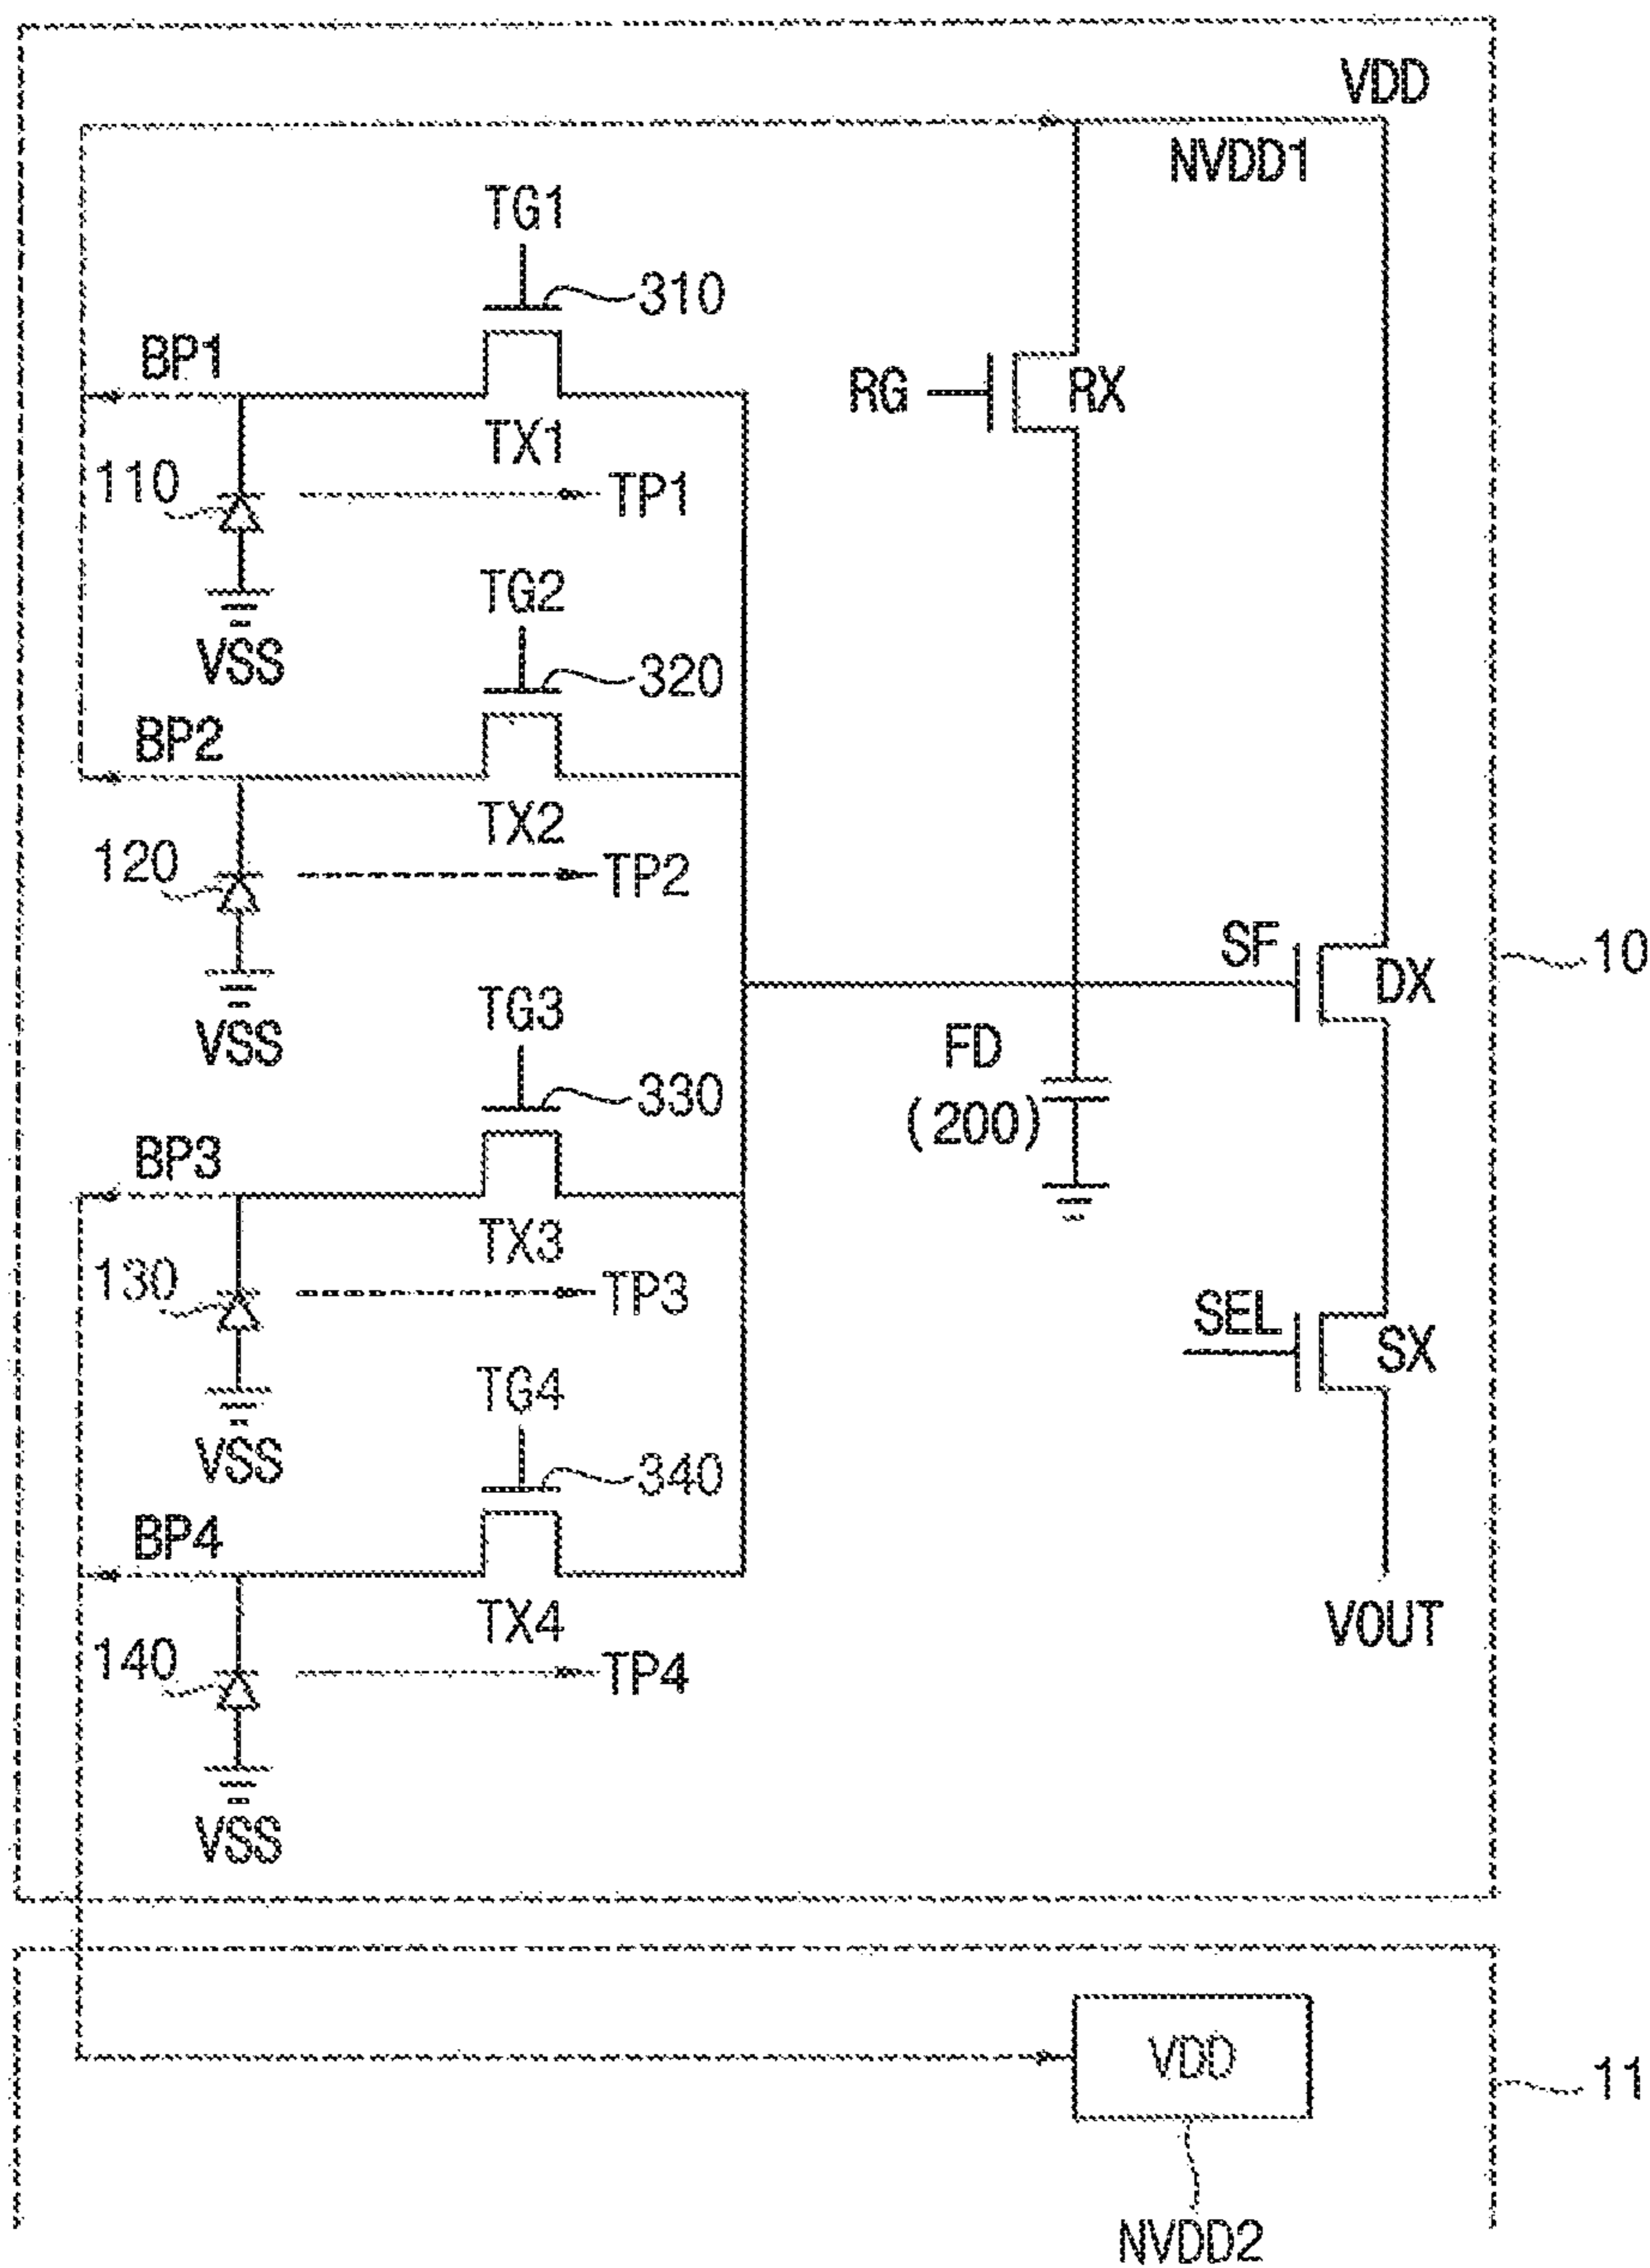 VDD
NVDD1
TG1
310
BP1
RG
RX
TX1
110
TP1
TG2
VSS
320
BP2
TX2
120
TP2
SF
DX
10
TG3
VSS
FD
330
(200)
BP3
TX3
130
TP3
SEL
SX
TG4
VSS
340
BP4
TX4
VOUT
140
TP4
VSS
VDD
11
NVDD2